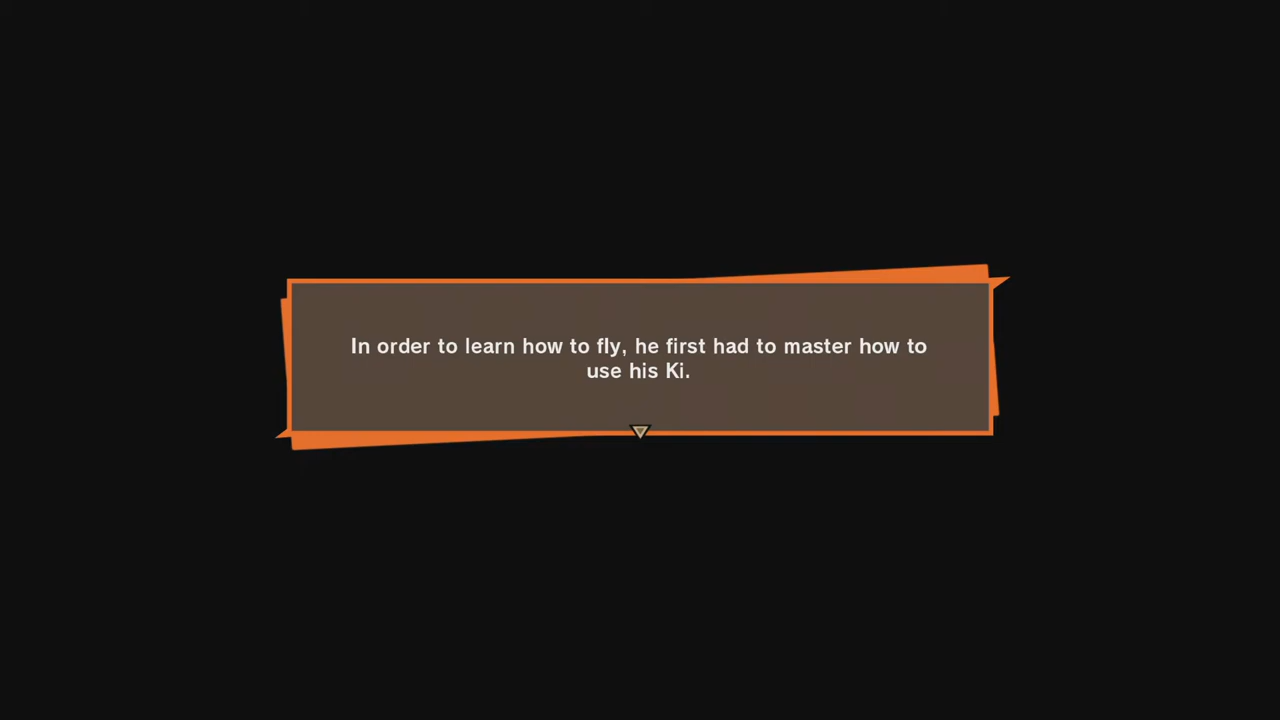 In order to learn how to fly, he first had to master how to
use his Ki.